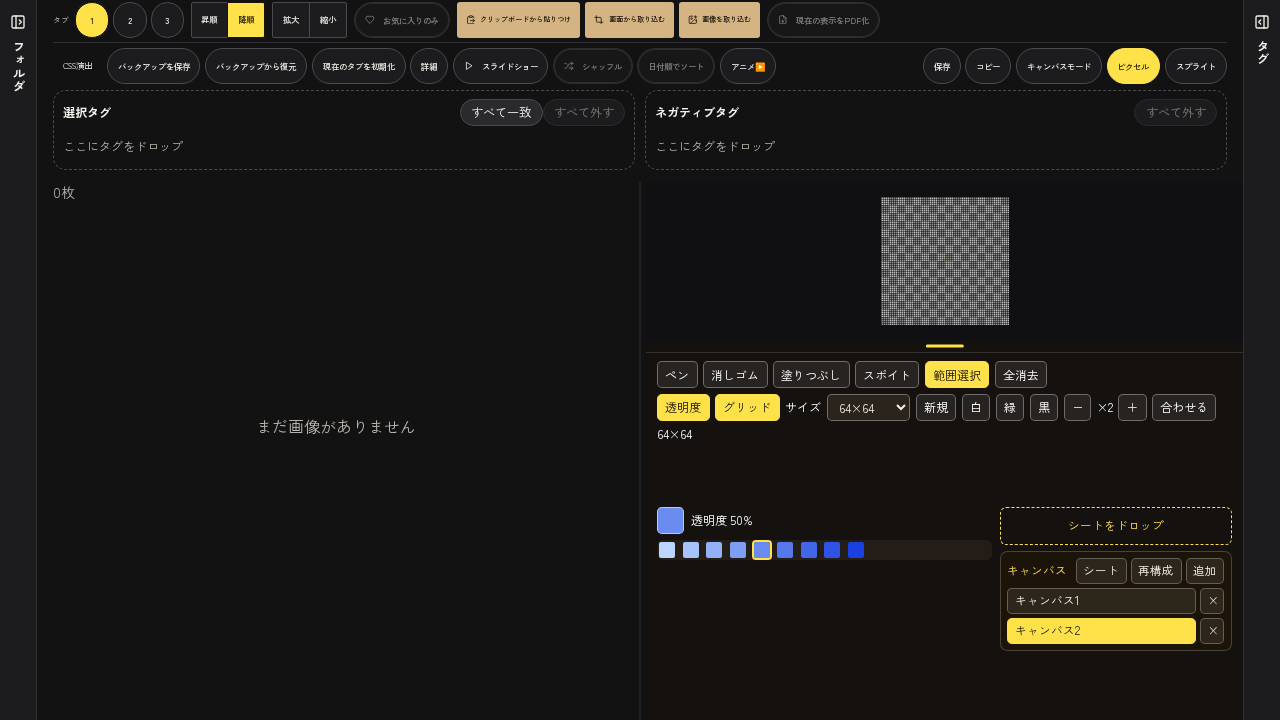 フォルダ
タブ 1 2 3 昇順 降順 拡大 縮小 お気に入りのみ クリップボードから貼りつけ 画面から取り込む 画像を取り込む 現在の表示をPDF化
CSS演出 バックアップを保存 バックアップから復元 現在のタブを初期化 詳細 スライドショー シャッフル 日付順でソート アニメ▶️ 保存 コピー キャンバスモード ピクセル スプライト
選択タグ すべて一致 すべて外す
ここにタグをドロップ
ネガティブタグ すべて外す
ここにタグをドロップ
0枚
まだ画像がありません
ペン 消しゴム 塗りつぶし スポイト 範囲選択 全消去
透明度 グリッド サイズ 64×64 新規 白 緑 黒 − ×2 ＋ 合わせる
64×64
透明度 50%
シートをドロップ
キャンバス シート 再構成 追加
キャンバス1 ×
キャンバス2 ×
タグ